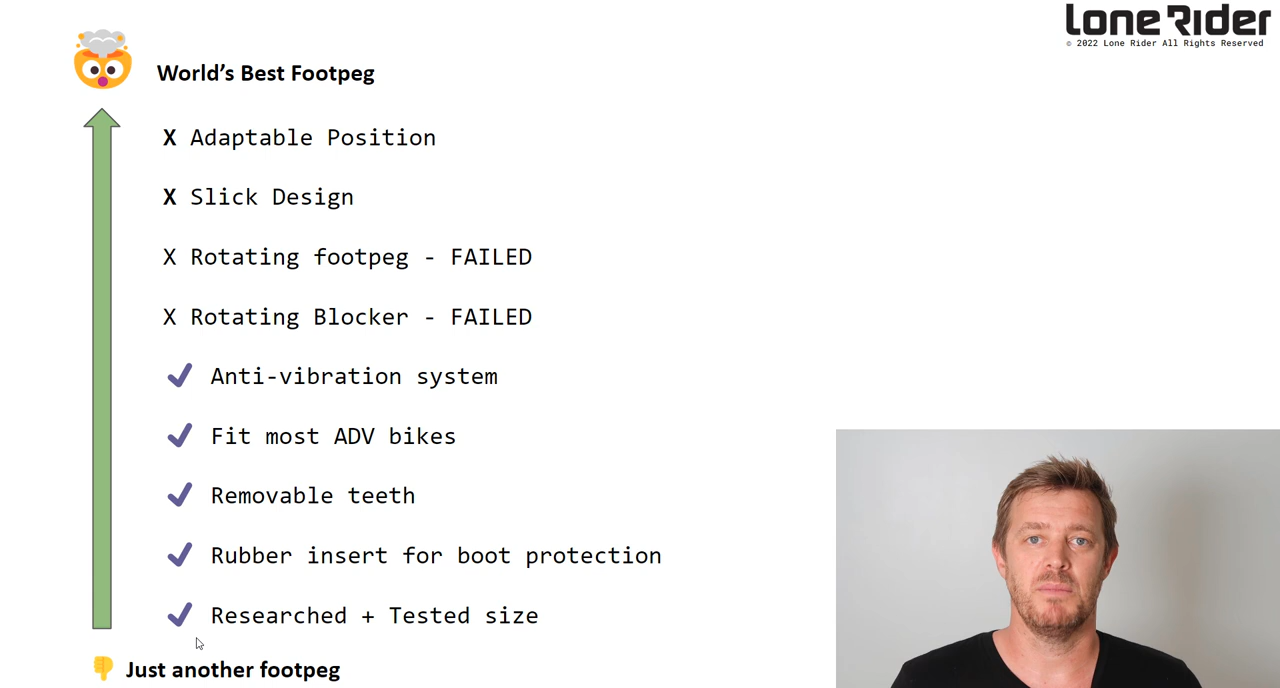 Lone Rider
© 2022 Lone Rider All Rights Reserved
World’s Best Footpeg
X Adaptable Position
X Slick Design
X Rotating footpeg - FAILED
X Rotating Blocker - FAILED
Anti-vibration system
Fit most ADV bikes
Removable teeth
Rubber insert for boot protection
Researched + Tested size
Just another footpeg